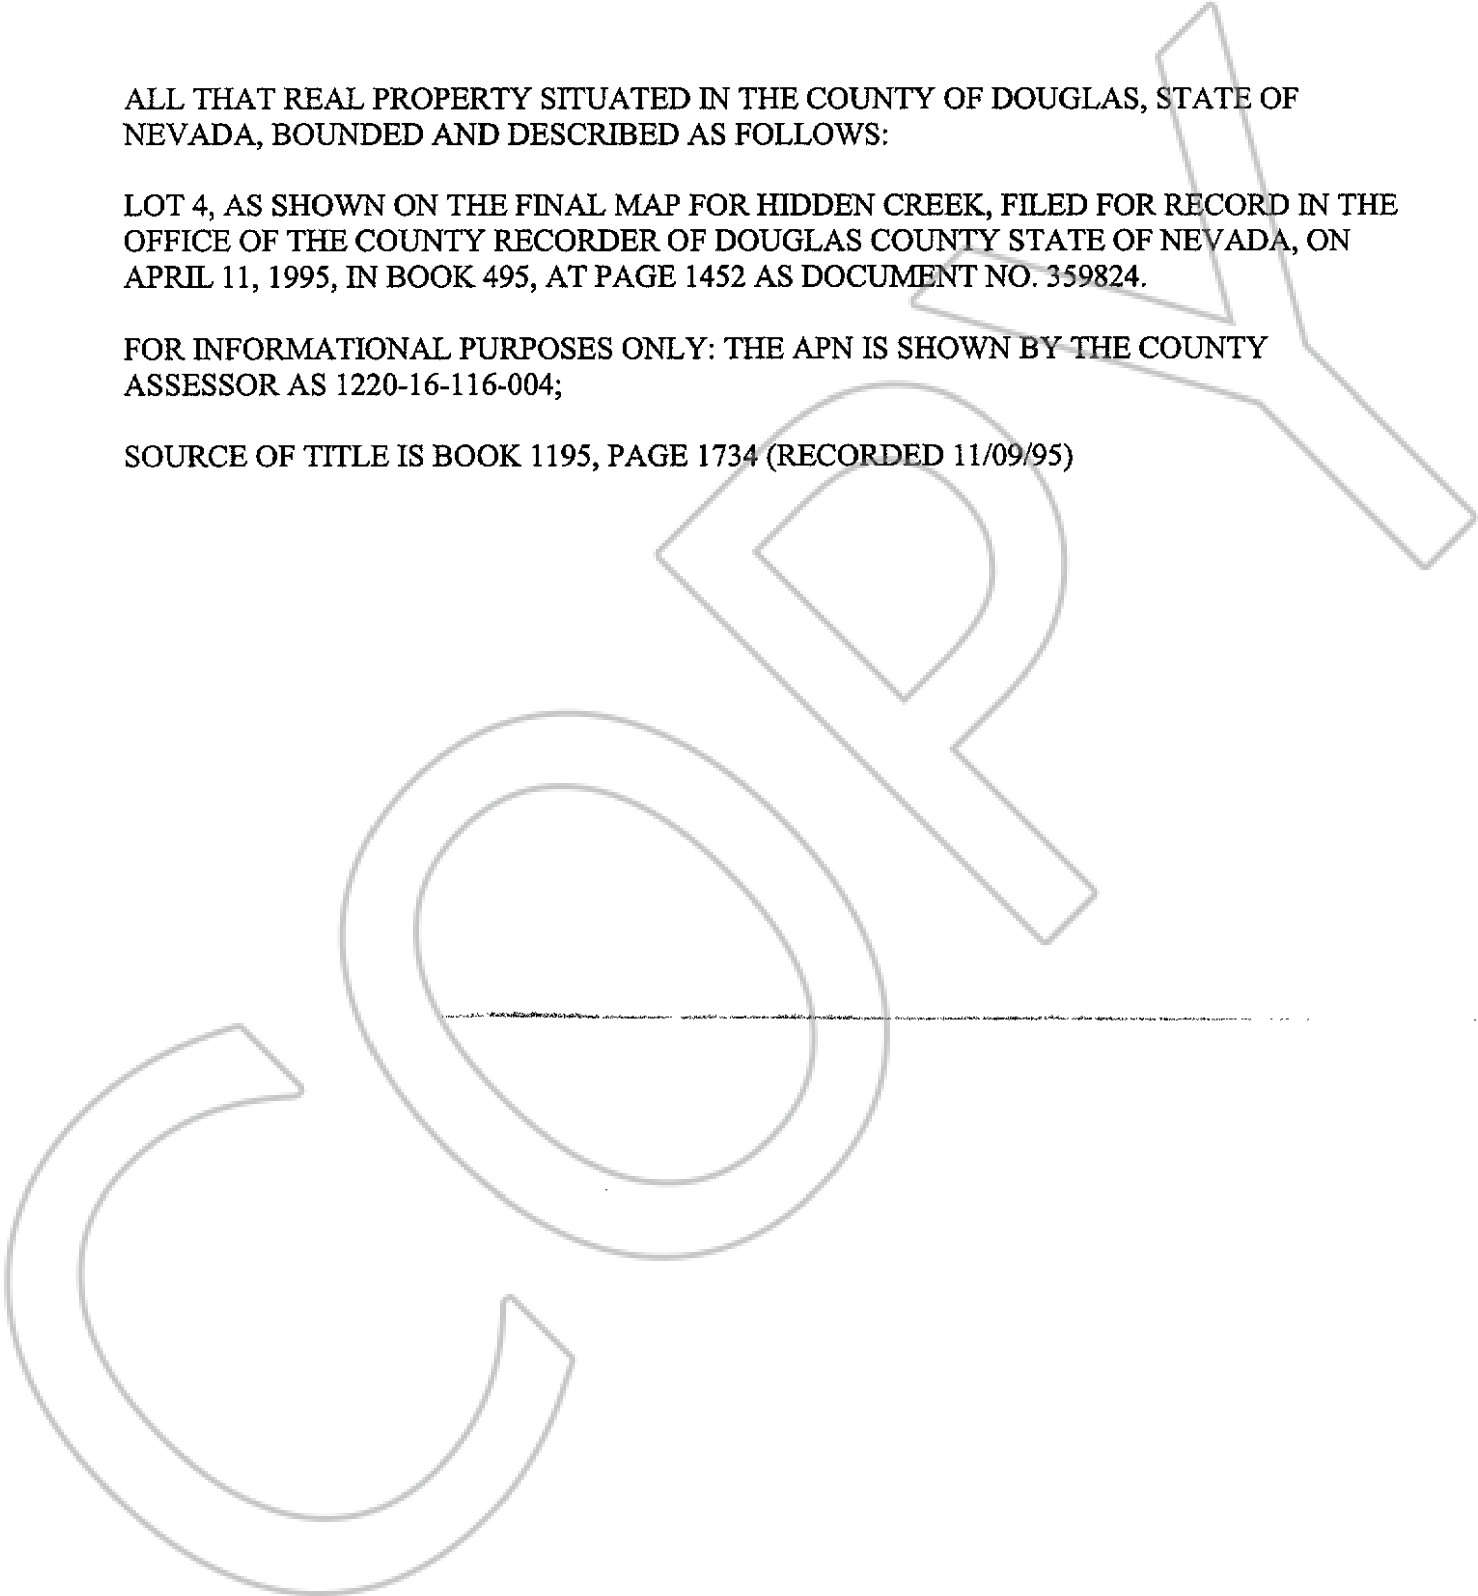 ALL THAT REAL PROPERTY SITUATED IN THE COUNTY OF DOUGLAS, STATE OF
NEVADA, BOUNDED AND DESCRIBED AS FOLLOWS:
LOT 4, AS SHOWN ON THE FINAL MAP FOR HIDDEN CREEK, FILED FOR RECORD IN THE
OFFICE OF THE COUNTY RECORDER OF DOUGLAS COUNTY STATE OF NEVADA, ON
APRIL 11, 1995, IN BOOK 495, AT PAGE 1452 AS DOCUMENT NO. 359824.
FOR INFORMATIONAL PURPOSES ONLY: THE APN IS SHOWN BY THE COUNTY
ASSESSOR AS 1220-16-116-004;
SOURCE OF TITLE IS BOOK 1195, PAGE 1734 (RECORDED 11/09/95)
COPY